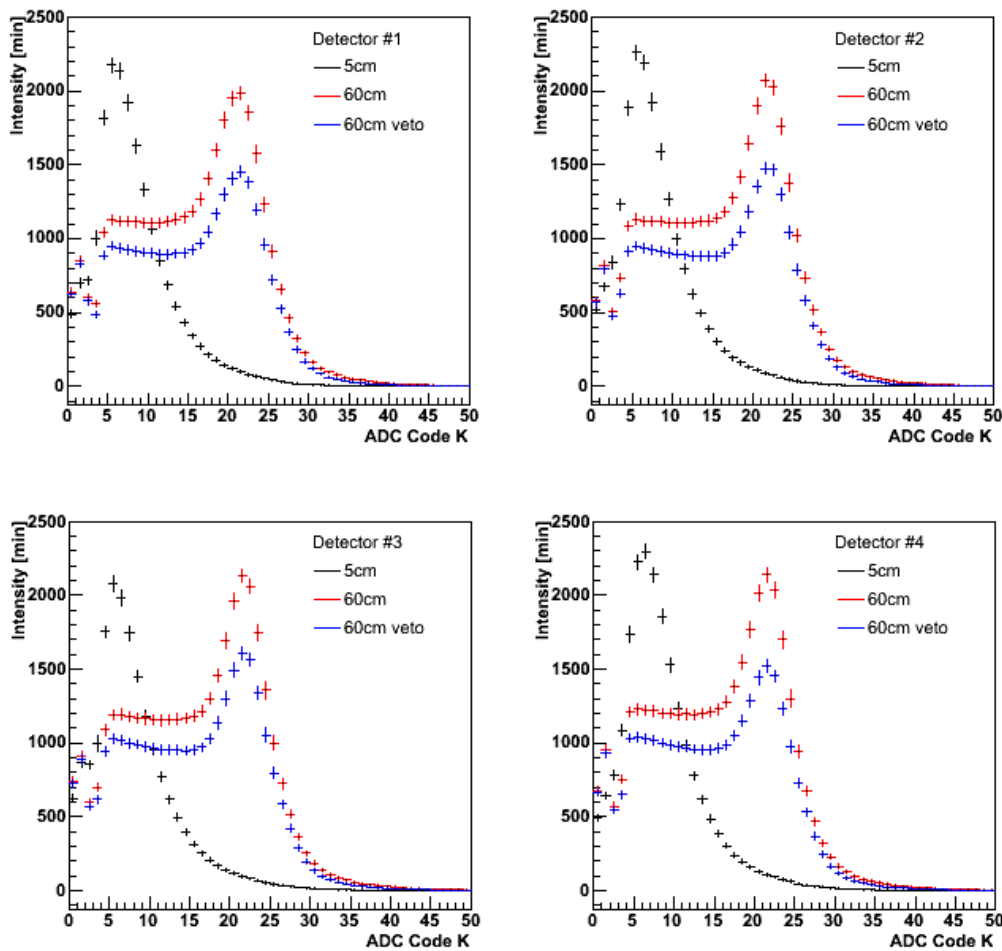 Intensity [min]
2500
2000
1500
1000
500
0
Detector #1
5cm
60cm
60cm veto
0 5 10 15 20 25 30 35 40 45 50
ADC Code K
Intensity [min]
2500
2000
1500
1000
500
0
Detector #2
5cm
60cm
60cm veto
0 5 10 15 20 25 30 35 40 45 50
ADC Code K
Intensity [min]
2500
2000
1500
1000
500
0
Detector #3
5cm
60cm
60cm veto
0 5 10 15 20 25 30 35 40 45 50
ADC Code K
Intensity [min]
2500
2000
1500
1000
500
0
Detector #4
5cm
60cm
60cm veto
0 5 10 15 20 25 30 35 40 45 50
ADC Code K